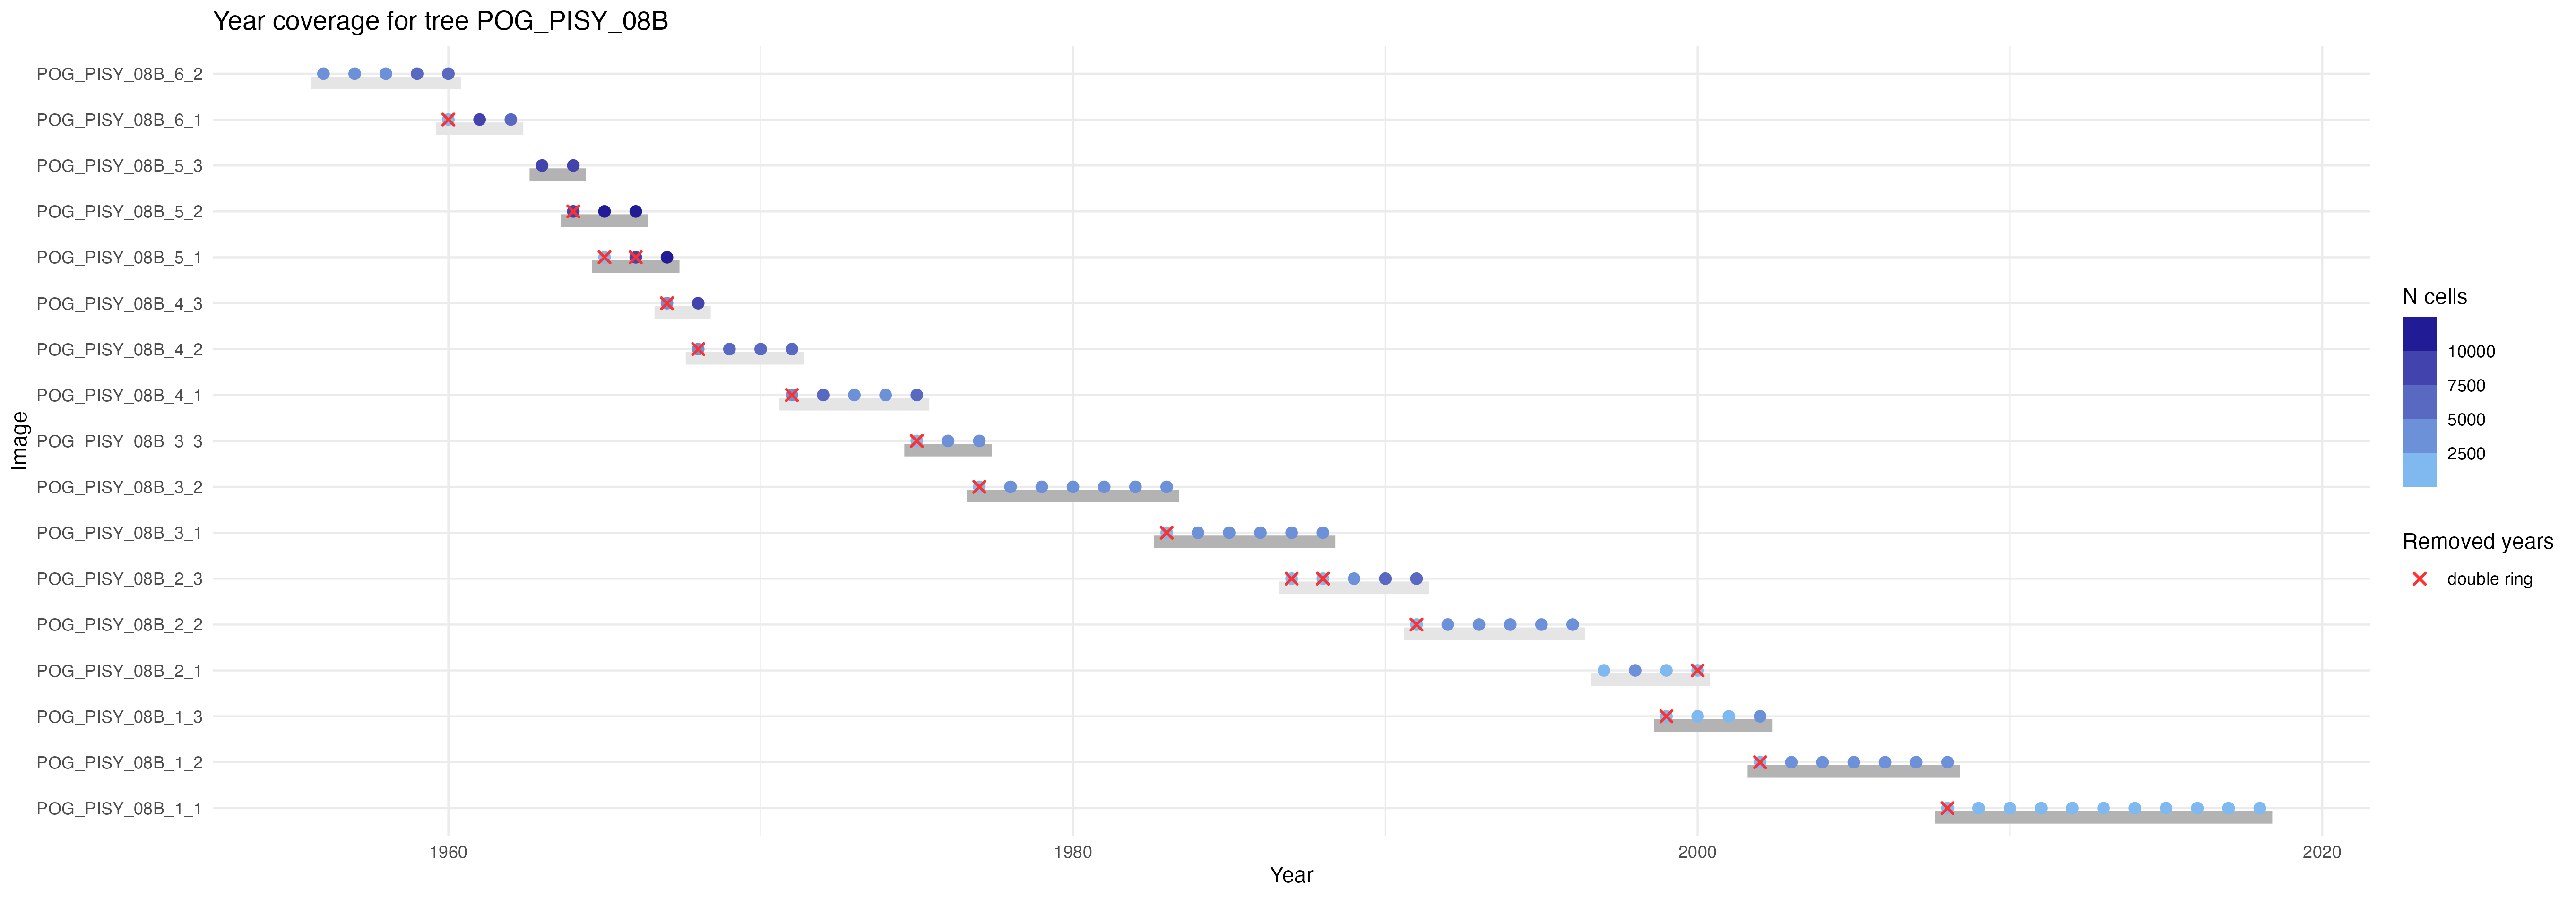 Year coverage for tree POG_PISY_08B
POG_PISY_08B_6_2
POG_PISY_08B_6_1
POG_PISY_08B_5_3
POG_PISY_08B_5_2
POG_PISY_08B_5_1
POG_PISY_08B_4_3
POG_PISY_08B_4_2
POG_PISY_08B_4_1
POG_PISY_08B_3_3
POG_PISY_08B_3_2
POG_PISY_08B_3_1
POG_PISY_08B_2_3
POG_PISY_08B_2_2
POG_PISY_08B_2_1
POG_PISY_08B_1_3
POG_PISY_08B_1_2
POG_PISY_08B_1_1
Image
1960 1980 2000 2020
Year
N cells
10000
7500
5000
2500
Removed years
double ring